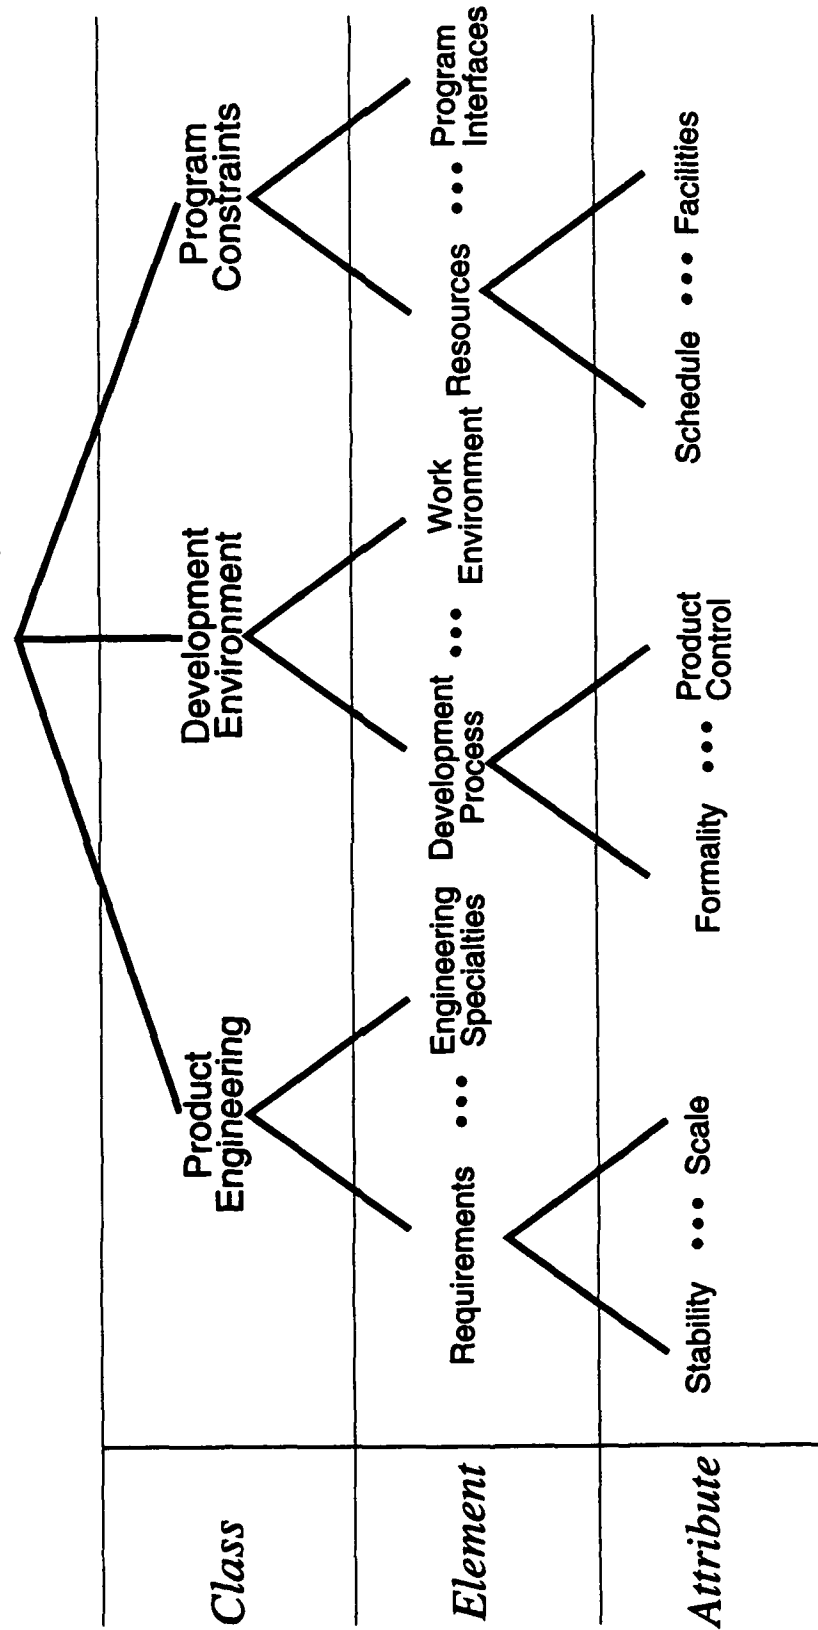 Class
Product
Engineering
Development
Environment
Program
Constraints
Element
Requirements ••• Engineering
Specialties
Development
Process ••• Work
Environment
Resources ••• Program
Interfaces
Attribute
Stability ••• Scale
Formality ••• Product
Control
Schedule ••• Facilities